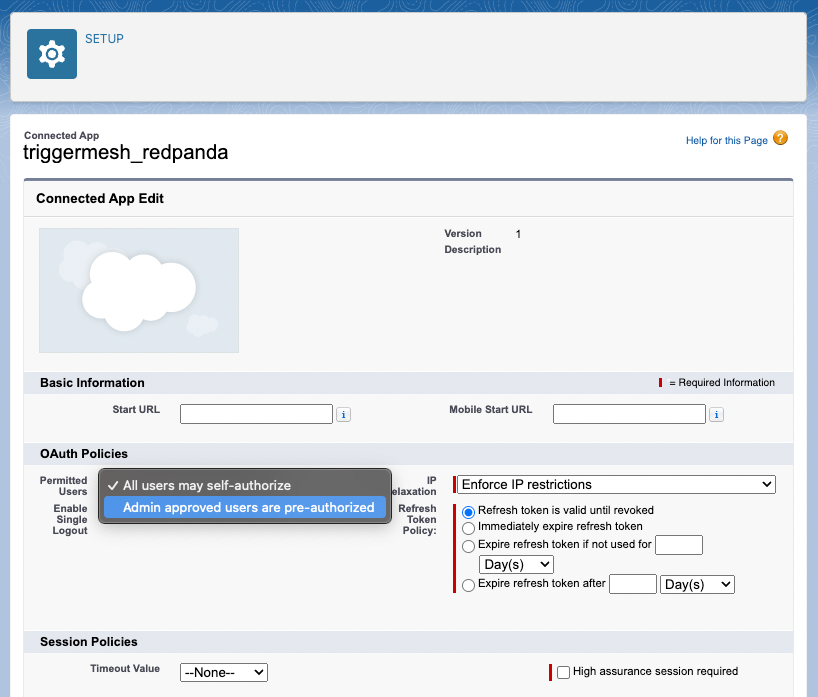 SETUP
Connected App
triggermesh_redpanda
Help for this Page ?
Connected App Edit
Version 1
Description
Basic Information
= Required Information
Start URL
i
Mobile Start URL
i
OAuth Policies
Permitted Users
✓ All users may self-authorize
Admin approved users are pre-authorized
IP
elaxation
Enforce IP restrictions
Enable Single Logout
Refresh Token Policy:
Refresh token is valid until revoked
Immediately expire refresh token
Expire refresh token if not used for
Day(s)
Expire refresh token after Day(s)
Session Policies
Timeout Value --None--
High assurance session required